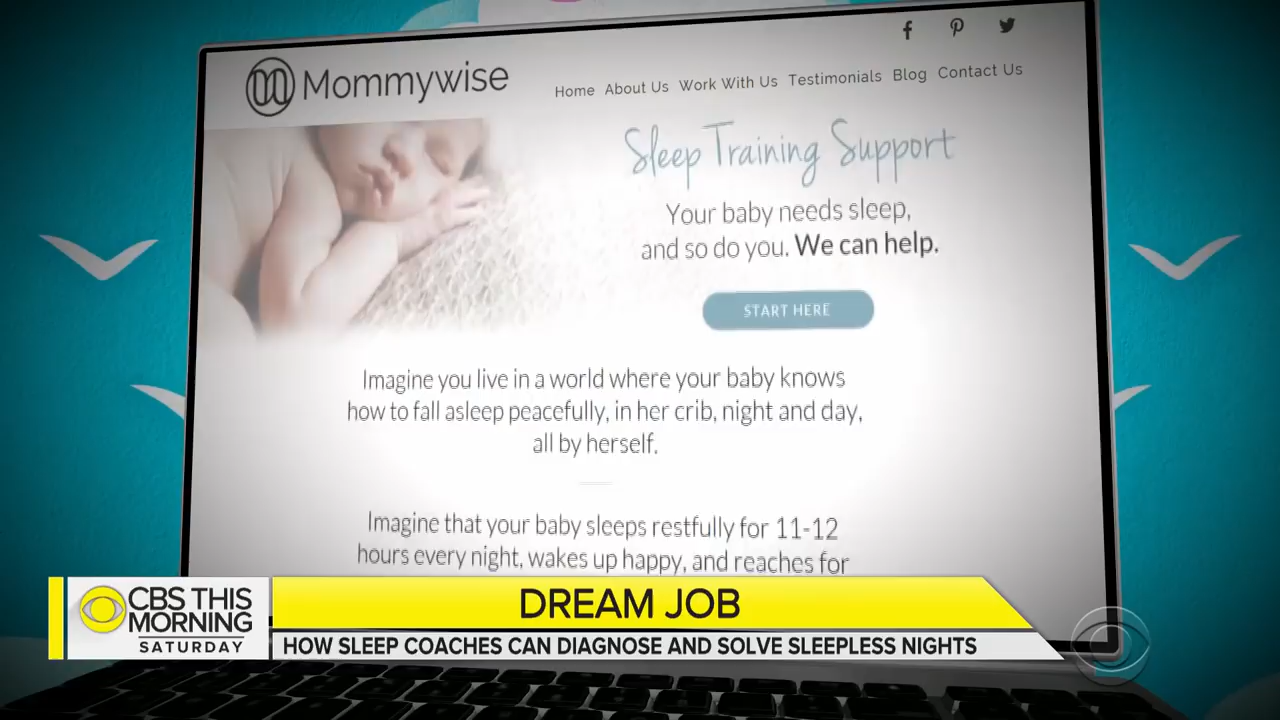 Mommywise
Home About Us Work With Us Testimonials Blog Contact Us
Sleep Training Support
Your baby needs sleep,
and so do you. We can help.
START HERE
Imagine you live in a world where your baby knows
how to fall asleep peacefully, in her crib, night and day,
all by herself.
Imagine that your baby sleeps restfully for 11-12
hours every night, wakes up happy, and reaches for
CBS THIS
MORNING
SATURDAY
DREAM JOB
HOW SLEEP COACHES CAN DIAGNOSE AND SOLVE SLEEPLESS NIGHTS